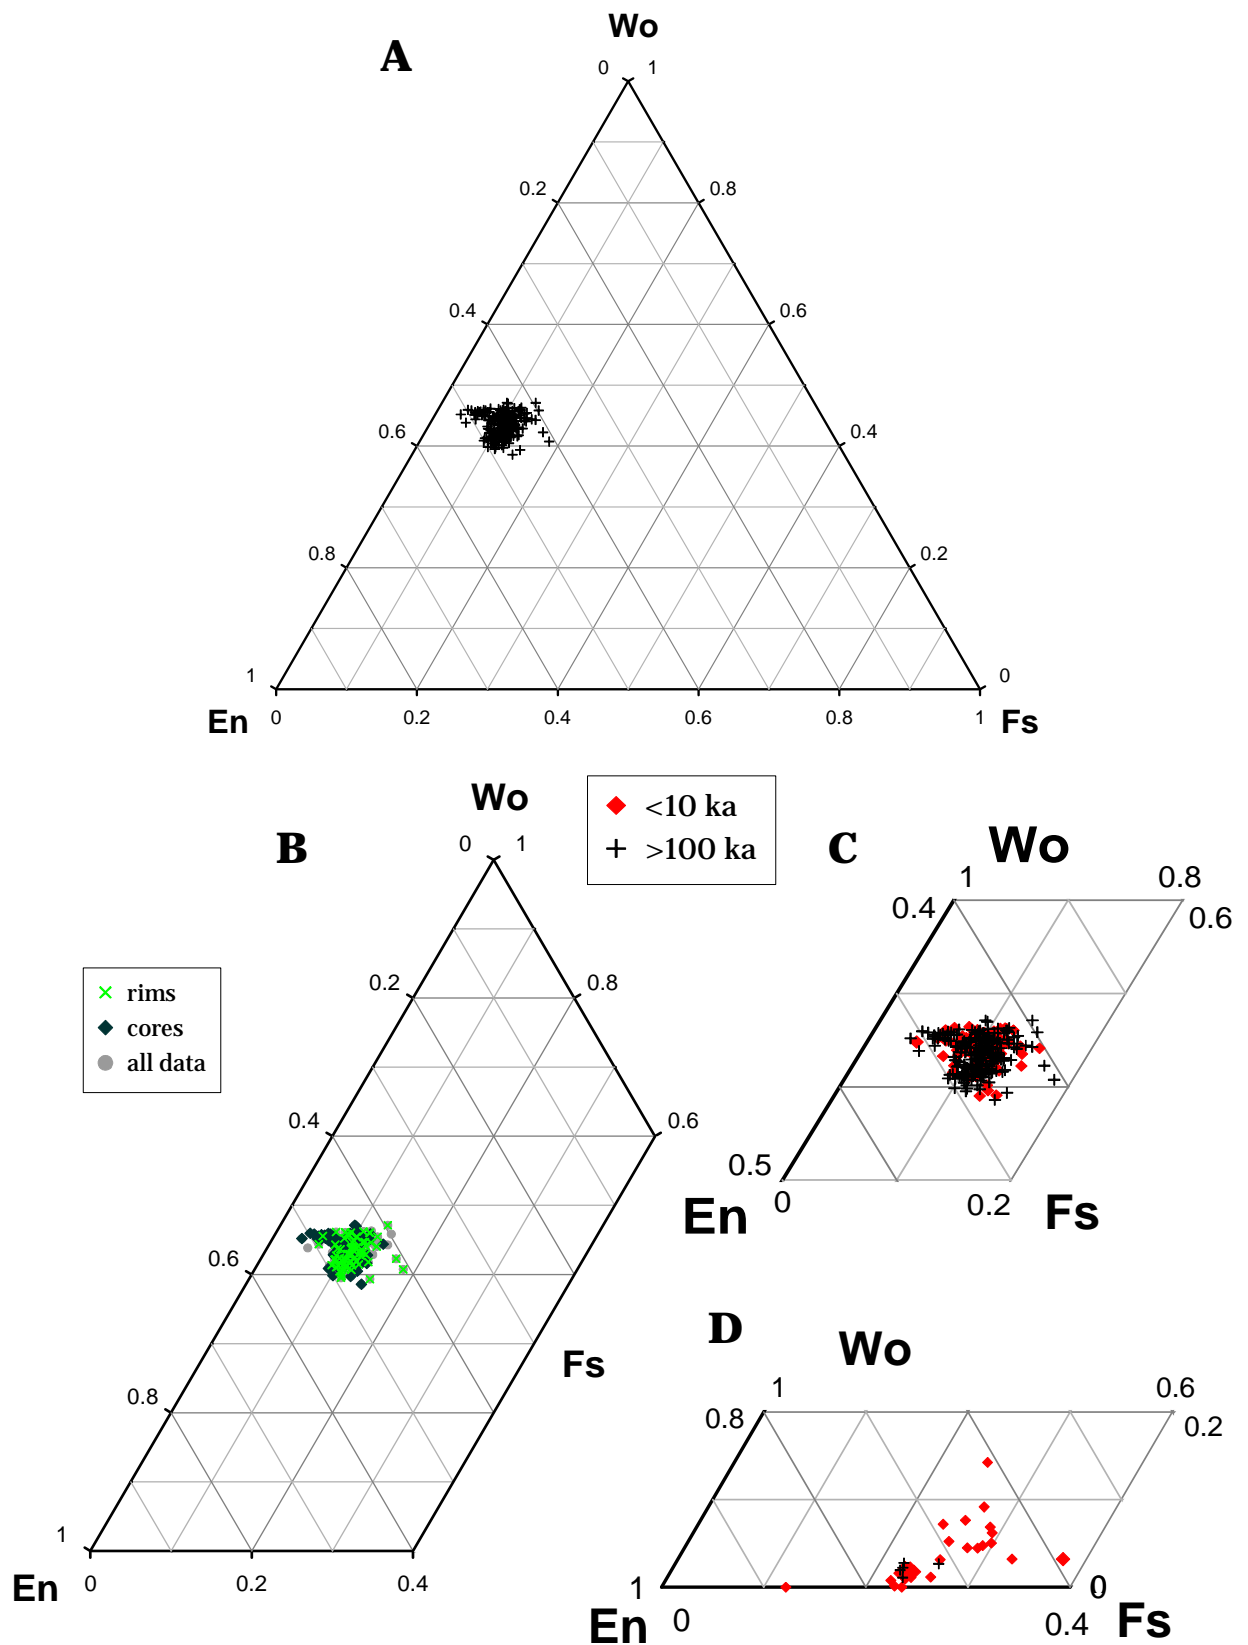 Wo
A
0 1
0.2 0.8
0.4 0.6
0.6 0.4
0.8 0.2
1 0
En 0 0.2 0.4 0.6 0.8 1 Fs
Wo
<10 ka
>100 ka
B
0 1
0.2 0.8
0.4 0.6
0.6
0.8
Fs
1
En 0 0.2 0.4
rims
cores
all data
C
Wo
1 0.8
0.4 0.6
0.5
En 0 0.2 Fs
D
Wo
1 0.6
0.8 0.2
1 0
En 0 0.4 Fs